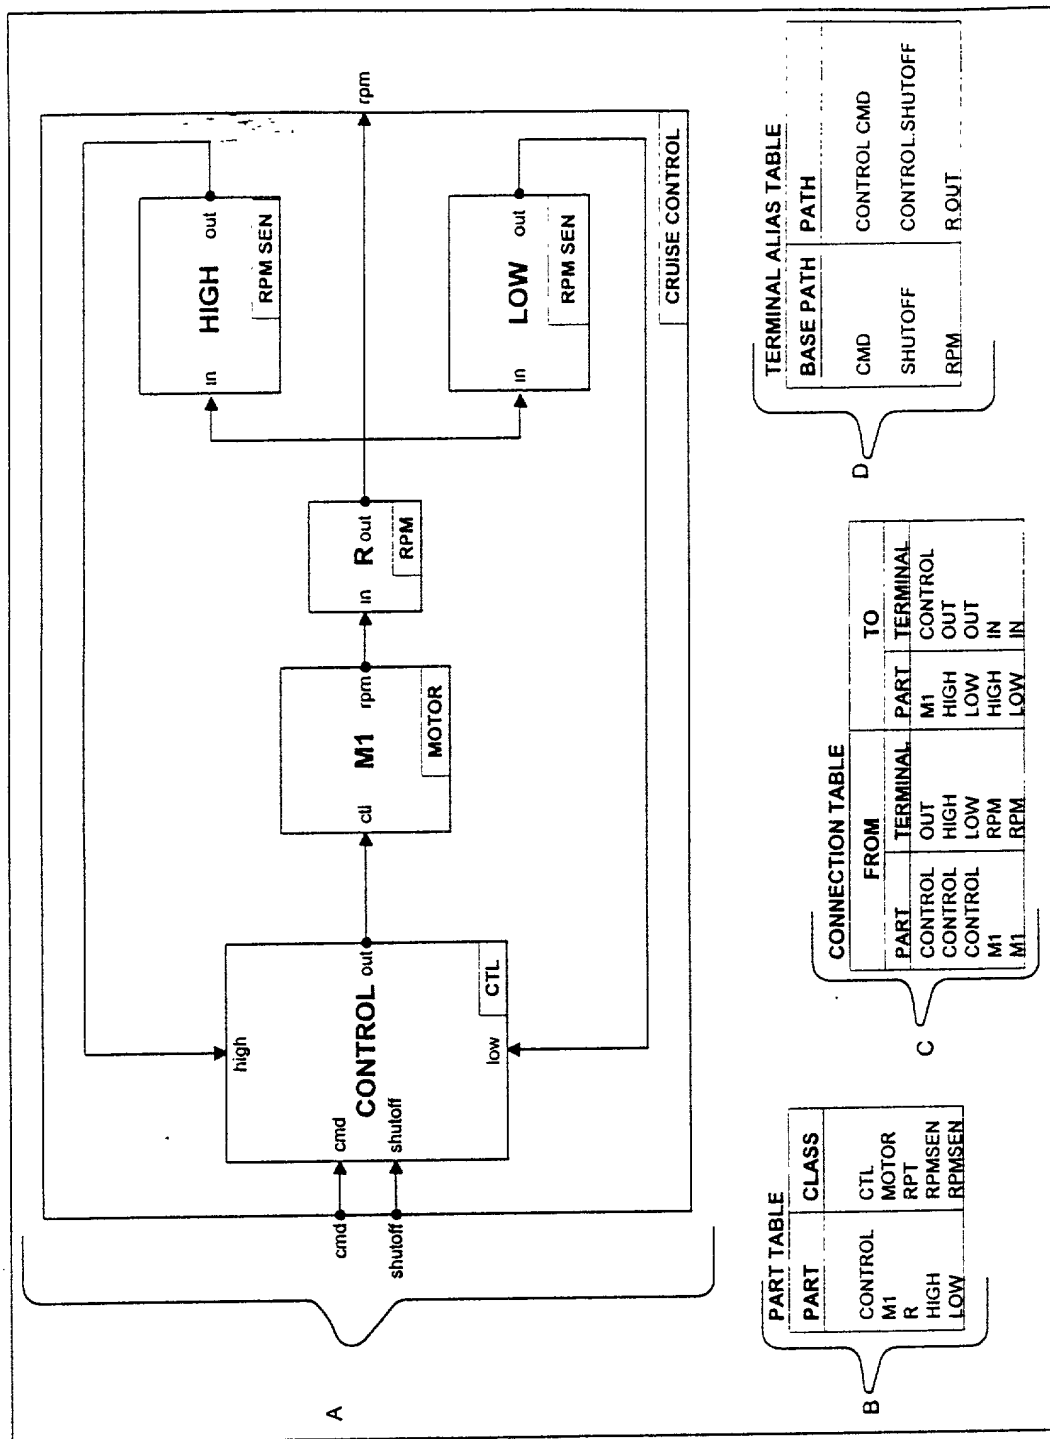 A
cmd
shutoff
cmd
shutoff
high
low
CONTROL
out
CTL
ctl
M1
rpm
MOTOR
in
R
out
RPM
in
HIGH
out
RPM SEN
in
LOW
out
RPM SEN
rpm
CRUISE CONTROL
B
PART TABLE
PART CLASS
CONTROL CTL
M1 MOTOR
R RPT
HIGH RPMSEN
LOW RPMSEN
C
CONNECTION TABLE
FROM TO
PART TERMINAL PART TERMINAL
CONTROL OUT M1 CONTROL
CONTROL HIGH HIGH OUT
CONTROL LOW LOW OUT
M1 RPM HIGH IN
M1 RPM LOW IN
D
TERMINAL ALIAS TABLE
BASE PATH PATH
CMD CONTROL CMD
SHUTOFF CONTROL.SHUTOFF
RPM R OUT